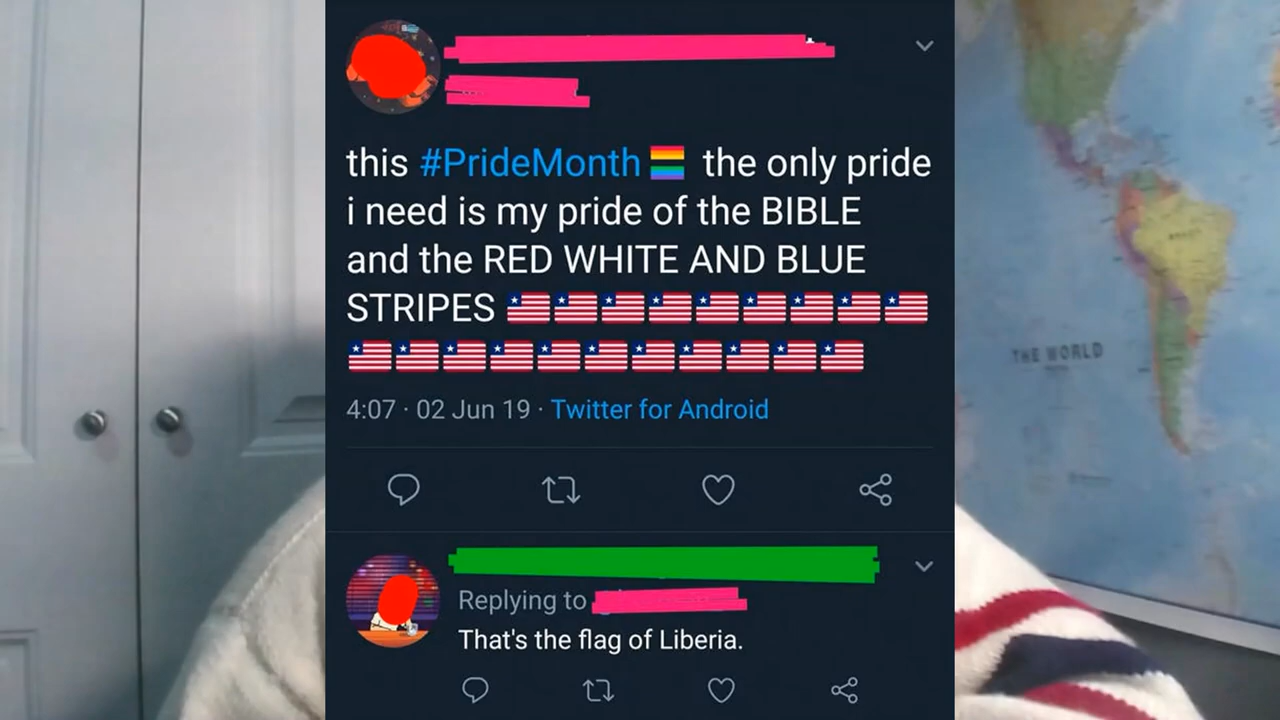 this #PrideMonth 🏳️‍🌈 the only pride
i need is my pride of the BIBLE
and the RED WHITE AND BLUE
STRIPES 🇱🇷🇱🇷🇱🇷🇱🇷🇱🇷🇱🇷🇱🇷🇱🇷🇱🇷
🇱🇷🇱🇷🇱🇷🇱🇷🇱🇷🇱🇷🇱🇷🇱🇷🇱🇷🇱🇷🇱🇷
4:07 · 02 Jun 19 · Twitter for Android
Replying to
That's the flag of Liberia.
THE WORLD